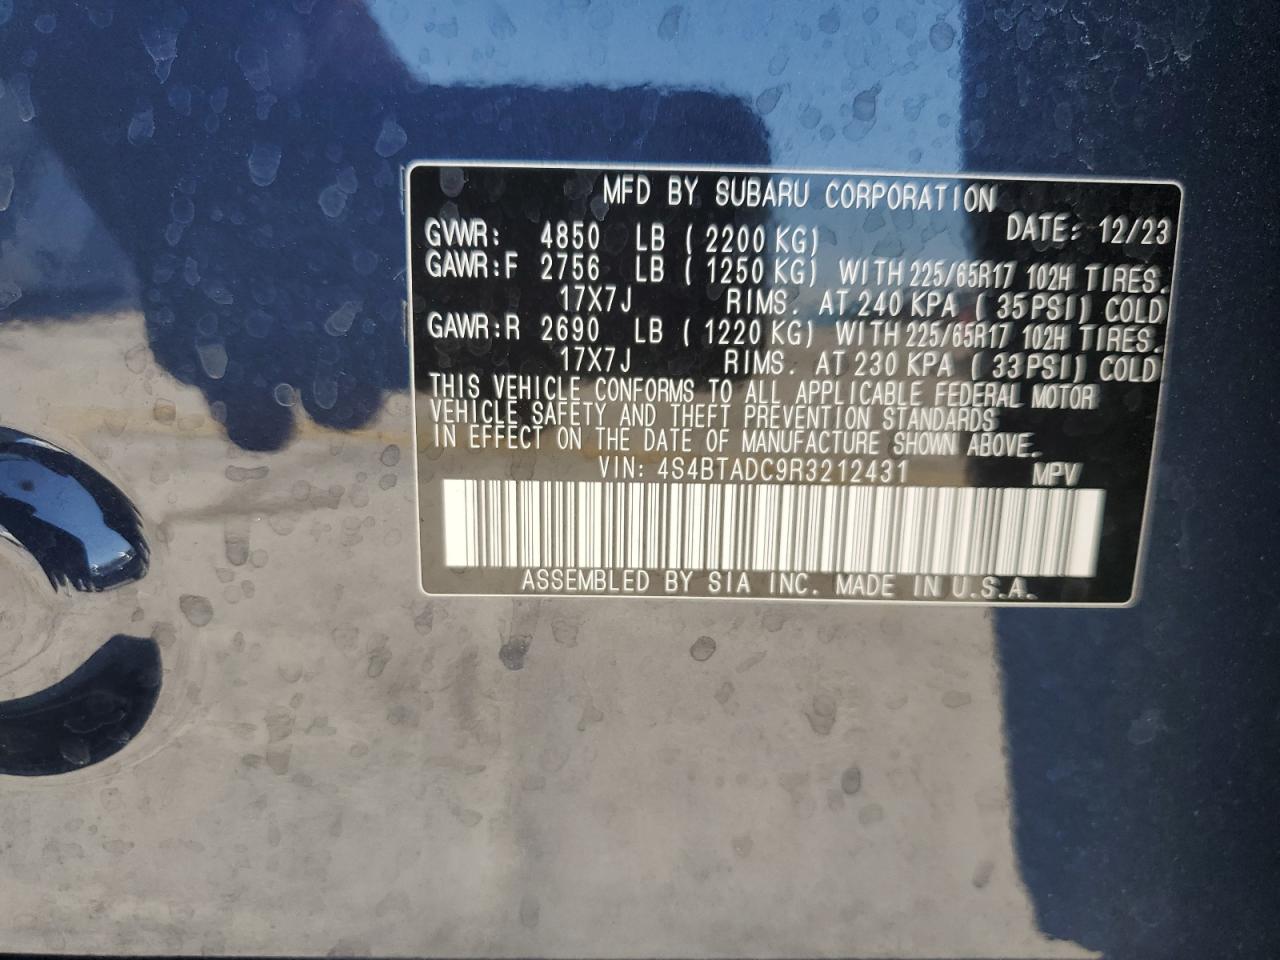 MFD BY SUBARU CORPORATION
DATE: 12/23
GVWR: 4850 LB ( 2200 KG)
GAWR:F 2756 LB ( 1250 KG) WITH 225/65R17 102H TIRES.
17X7J RIMS. AT 240 KPA ( 35 PSI) COLD
GAWR:R 2690 LB ( 1220 KG) WITH 225/65R17 102H TIRES.
17X7J RIMS. AT 230 KPA ( 33 PSI) COLD
THIS VEHICLE CONFORMS TO ALL APPLICABLE FEDERAL MOTOR
VEHICLE SAFETY AND THEFT PREVENTION STANDARDS
IN EFFECT ON THE DATE OF MANUFACTURE SHOWN ABOVE.
VIN: 4S4BTADC9R3212431 MPV
ASSEMBLED BY SIA INC. MADE IN U.S.A.